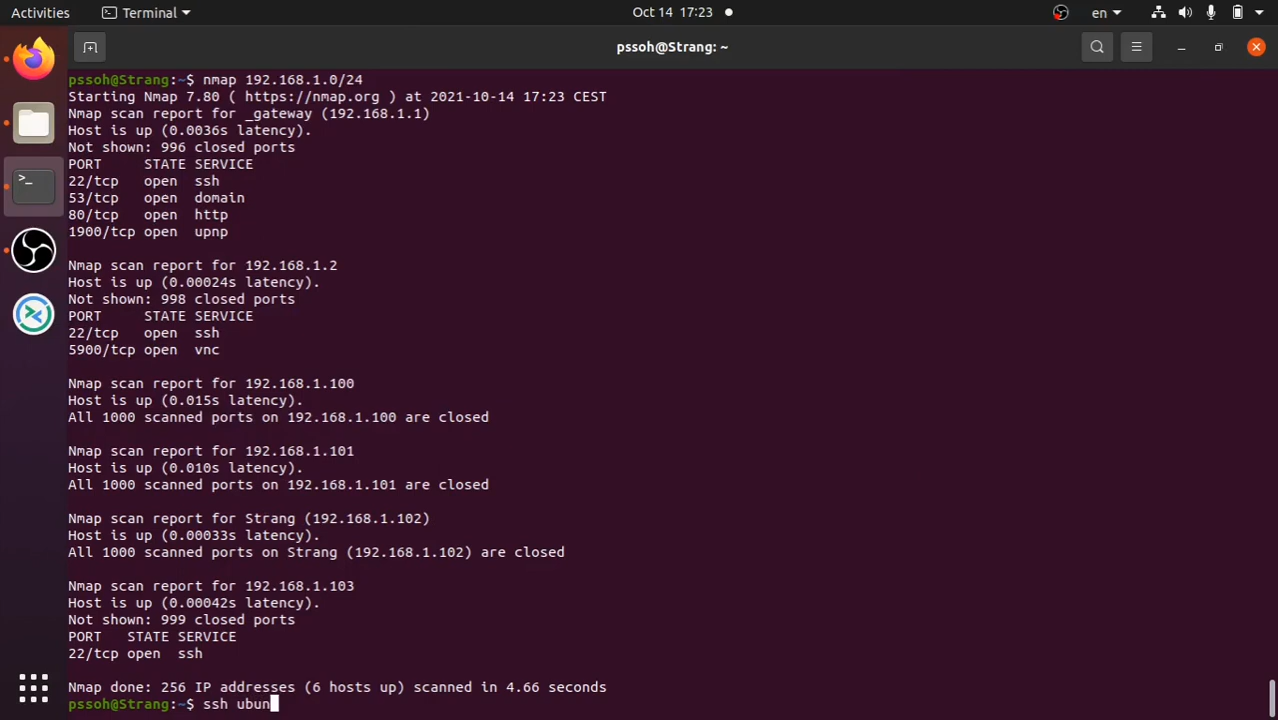 Activities
Terminal
Oct 14 17:23
en
pssoh@Strang: ~
pssoh@Strang:~$ nmap 192.168.1.0/24
Starting Nmap 7.80 ( https://nmap.org ) at 2021-10-14 17:23 CEST
Nmap scan report for _gateway (192.168.1.1)
Host is up (0.0036s latency).
Not shown: 996 closed ports
PORT     STATE SERVICE
22/tcp   open  ssh
53/tcp   open  domain
80/tcp   open  http
1900/tcp open  upnp
Nmap scan report for 192.168.1.2
Host is up (0.00024s latency).
Not shown: 998 closed ports
PORT     STATE SERVICE
22/tcp   open  ssh
5900/tcp open  vnc
Nmap scan report for 192.168.1.100
Host is up (0.015s latency).
All 1000 scanned ports on 192.168.1.100 are closed
Nmap scan report for 192.168.1.101
Host is up (0.010s latency).
All 1000 scanned ports on 192.168.1.101 are closed
Nmap scan report for Strang (192.168.1.102)
Host is up (0.00033s latency).
All 1000 scanned ports on Strang (192.168.1.102) are closed
Nmap scan report for 192.168.1.103
Host is up (0.00042s latency).
Not shown: 999 closed ports
PORT   STATE SERVICE
22/tcp open  ssh
Nmap done: 256 IP addresses (6 hosts up) scanned in 4.66 seconds
pssoh@Strang:~$ ssh ubun